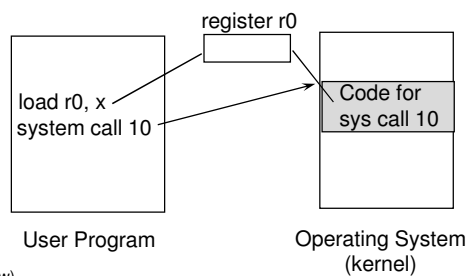 register r0
load r0, x
system call 10
Code for
sys call 10
User Program
Operating System
(kernel)